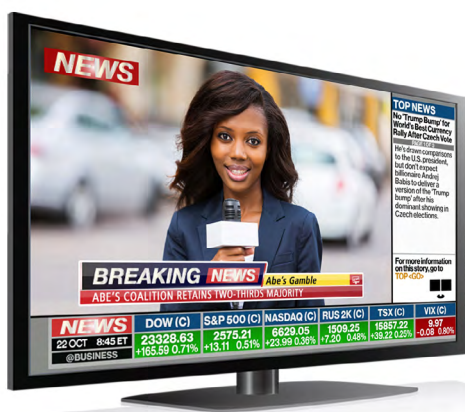 NEWS
TOP NEWS
No 'Trump Bump' for
World's Best Currency
Rally After Czech Vote
PAGE 1 OF 5
He's drawn comparisons
to the U.S. president,
but don't expect
billionaire Andrej
Babis to deliver a
version of the 'Trump
bump' after his
dominant showing in
Czech elections.
For more information
on this story, go to
TOP <GO>
BREAKING NEWS
Abe's Gamble
ABE'S COALITION RETAINS TWO-THIRDS MAJORITY
NEWS
22 OCT 8:45 ET
@BUSINESS
DOW (C)
23328.63
+165.59 0.71%
S&P 500 (C)
2575.21
+13.11 0.51%
NASDAQ (C)
6629.05
+23.99 0.36%
RUS 2K (C)
1509.25
+7.20 0.48%
TSX (C)
15857.22
+39.22 0.25%
VIX (C)
9.97
-0.08 0.80%